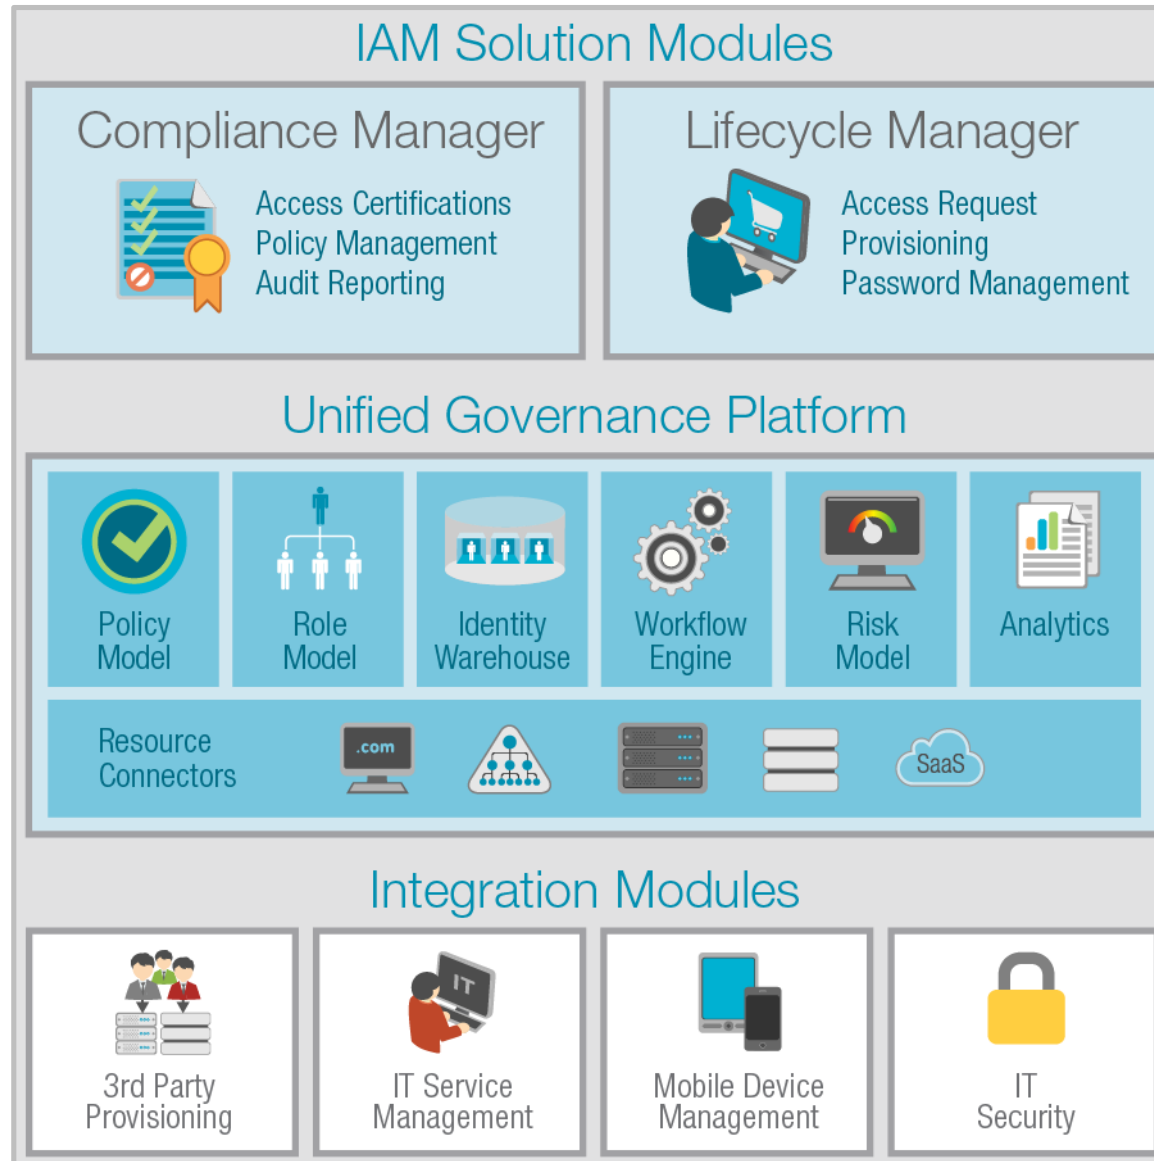 IAM Solution Modules
Compliance Manager
Access Certifications
Policy Management
Audit Reporting
Lifecycle Manager
Access Request
Provisioning
Password Management
Unified Governance Platform
Policy
Model
Role
Model
Identity
Warehouse
Workflow
Engine
Risk
Model
Analytics
Resource
Connectors
.com
SaaS
Integration Modules
3rd Party
Provisioning
IT
IT Service
Management
Mobile Device
Management
IT
Security